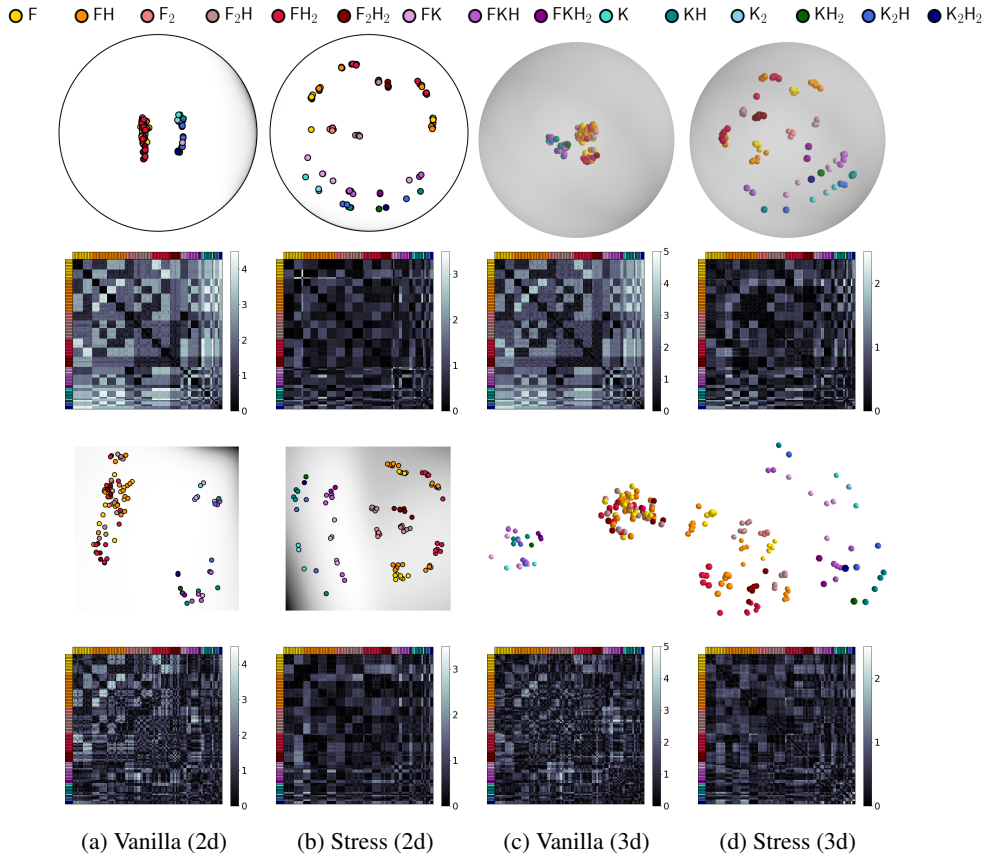 F FH F₂ F₂H FH₂ F₂H₂ FK FKH FKH₂ K KH K₂ KH₂ K₂H K₂H₂
4 3 2 1 0
3 2 1 0
5 4 3 2 1 0
2 1 0
4 3 2 1 0
3 2 1 0
5 4 3 2 1 0
2 1 0
(a) Vanilla (2d) (b) Stress (2d) (c) Vanilla (3d) (d) Stress (3d)